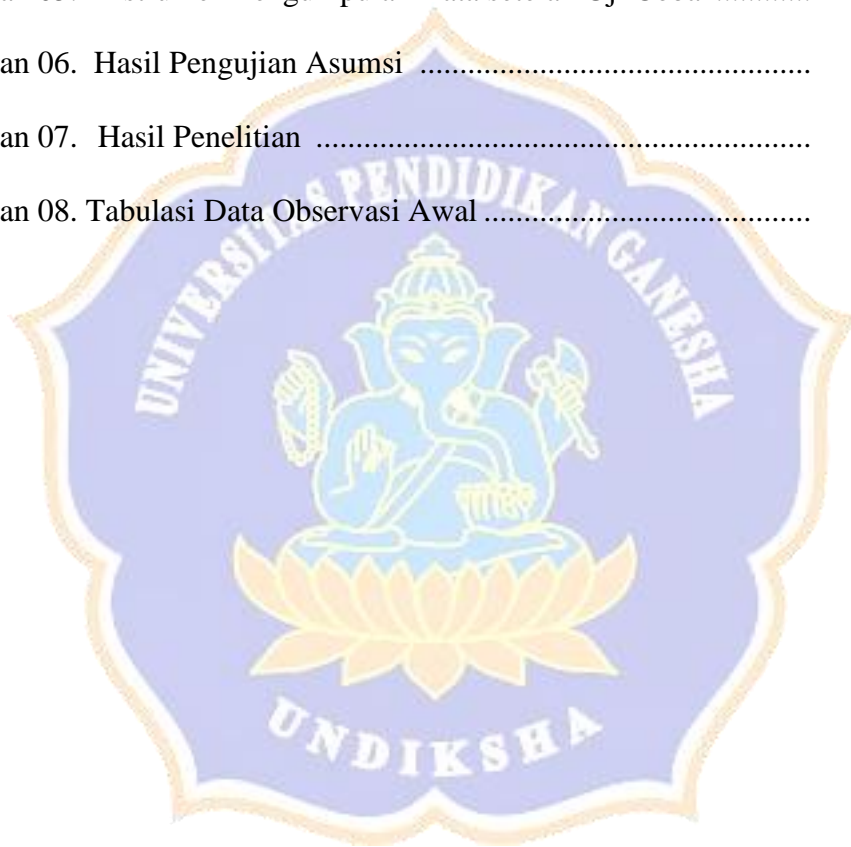 an 06. Hasil Pengujian Asumsi .................................................
an 07. Hasil Penelitian ..............................................................
an 08. Tabulasi Data Observasi Awal .........................................
UNIVERSITAS PENDIDIKAN GANESHA
UNDIKSHA